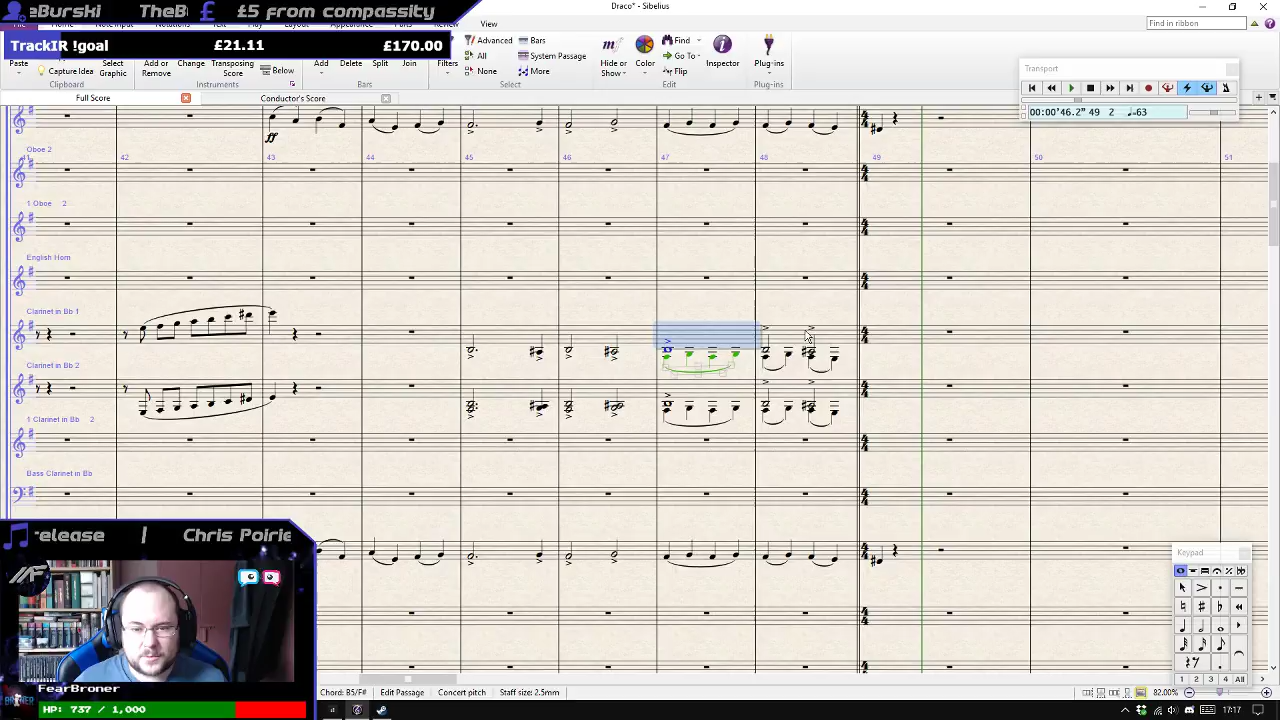 eBurski TheB £ £5 from compassity
Draco* - Sibelius
View
Find in ribbon
TrackIR !goal £21.11 £170.00
Paste
Capture Idea
Select Graphic
Clipboard
Add or Remove
Change
Transposing Score
Below
Instruments
Add
Delete
Split
Join
Bars
Filters
Advanced
All
None
Bars
System Passage
More
Hide or Show
Color
Find
Go To
Flip
Inspector
Edit
Plug-ins
Plug-ins
Transport
00:00'46.2" 49 2 =63
Full Score
Conductor's Score
ff
Oboe 2
42 43 44 45 46 47 48 49 50 51
1 Oboe 2
English Horn
Clarinet in Bb 1
Clarinet in Bb 2
1 Clarinet in Bb 2
Bass Clarinet in Bb
release | Chris Poirie
FearBroner
HP: 737 / 1,000
Keypad
1 2 3 4 All
Chord: B5/F# Edit Passage Concert pitch Staff size: 2.5mm
17:17